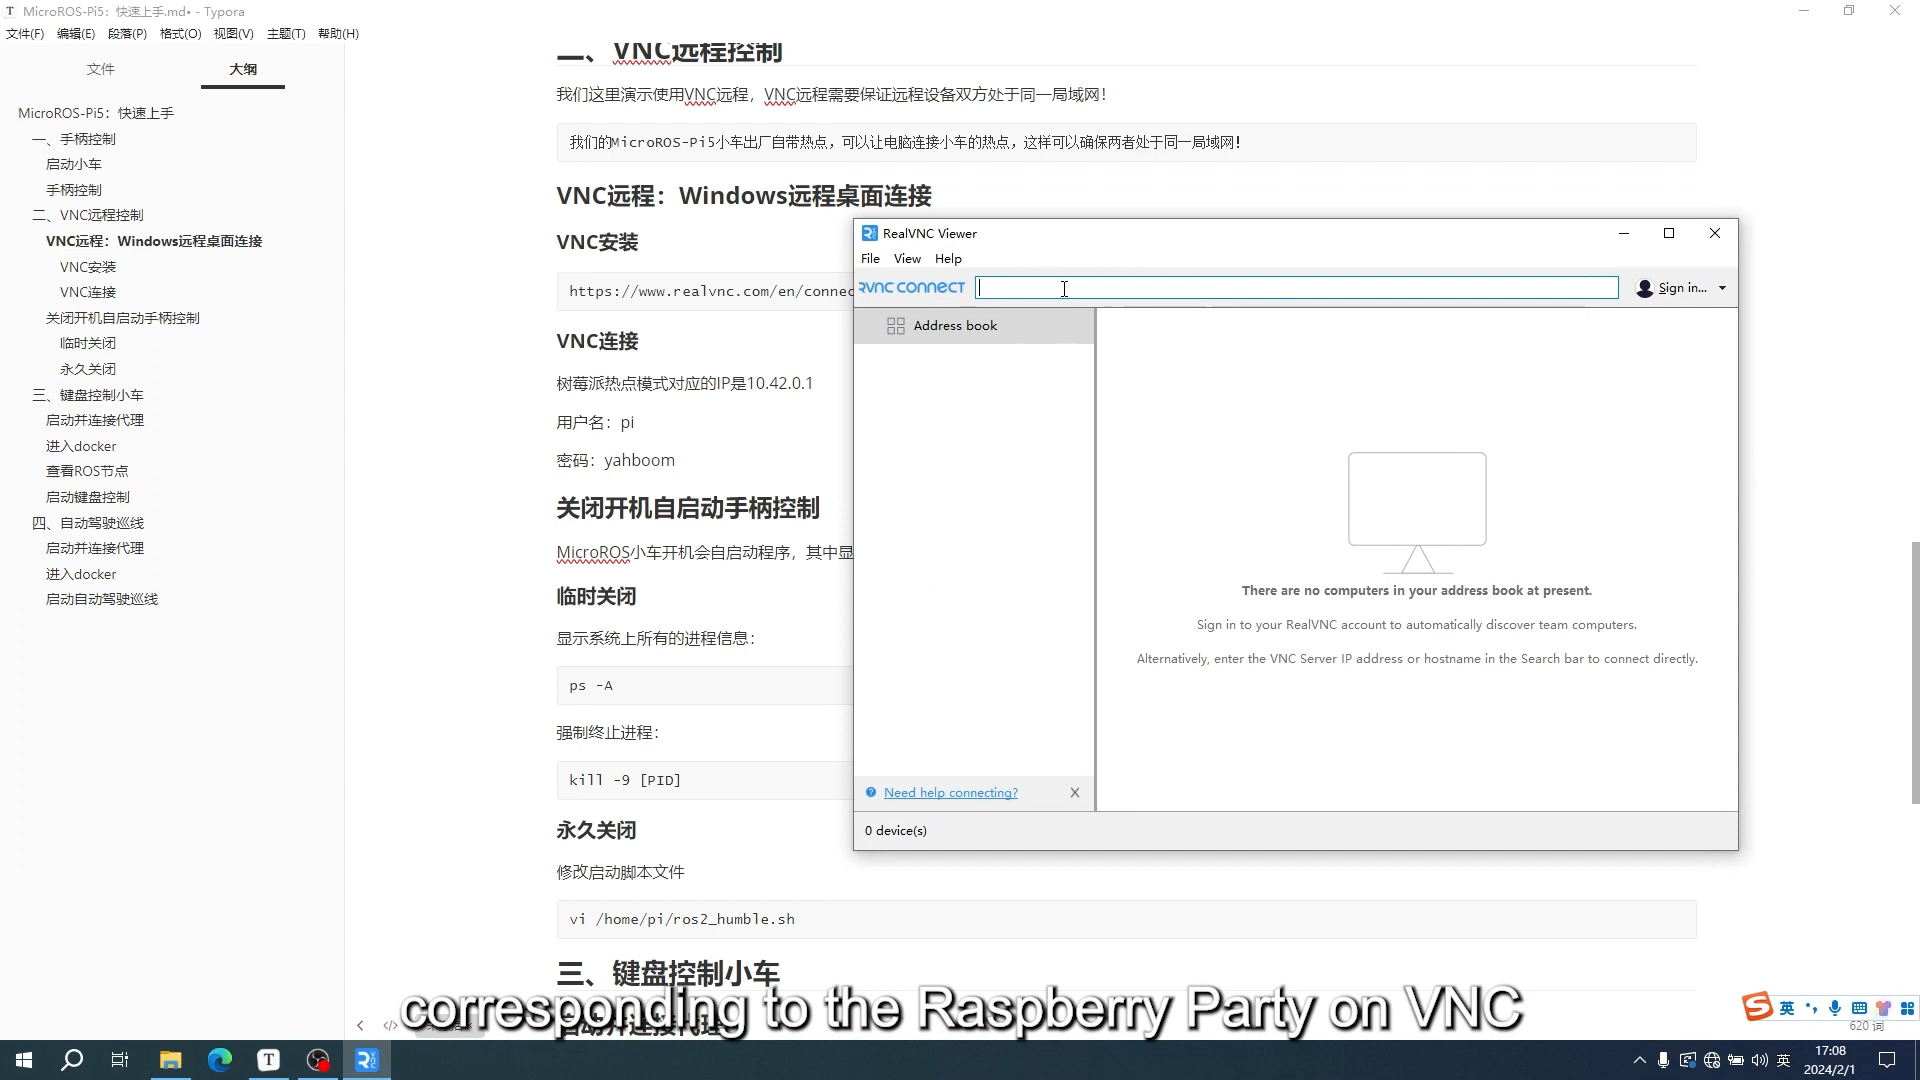 MicroROS-Pi5：快速上手.md• - Typora
文件(F) 编辑(E) 段落(P) 格式(O) 视图(V) 主题(T) 帮助(H)
文件 大纲
MicroROS-Pi5：快速上手
一、手柄控制
启动小车
手柄控制
二、VNC远程控制
VNC远程：Windows远程桌面连接
VNC安装
VNC连接
关闭开机自启动手柄控制
临时关闭
永久关闭
三、键盘控制小车
启动并连接代理
进入docker
查看ROS节点
启动键盘控制
四、自动驾驶巡线
启动并连接代理
进入docker
启动自动驾驶巡线
二、VNC远程控制
我们这里演示使用VNC远程，VNC远程需要保证远程设备双方处于同一局域网！
我们的MicroROS-Pi5小车出厂自带热点，可以让电脑连接小车的热点，这样可以确保两者处于同一局域网！
VNC远程：Windows远程桌面连接
VNC安装
https://www.realvnc.com/en/connec
VNC连接
树莓派热点模式对应的IP是10.42.0.1
用户名：pi
密码：yahboom
关闭开机自启动手柄控制
MicroROS小车开机会自启动程序，其中显
临时关闭
显示系统上所有的进程信息：
ps -A
强制终止进程：
kill -9 [PID]
永久关闭
修改启动脚本文件
vi /home/pi/ros2_humble.sh
三、键盘控制小车
启动并连接代理
RealVNC Viewer
File View Help
RVNC CONNECT
Sign in...
Address book
There are no computers in your address book at present.
Sign in to your RealVNC account to automatically discover team computers.
Alternatively, enter the VNC Server IP address or hostname in the Search bar to connect directly.
Need help connecting?
0 device(s)
corresponding to the Raspberry Party on VNC
英
620 词
英
17:08
2024/2/1